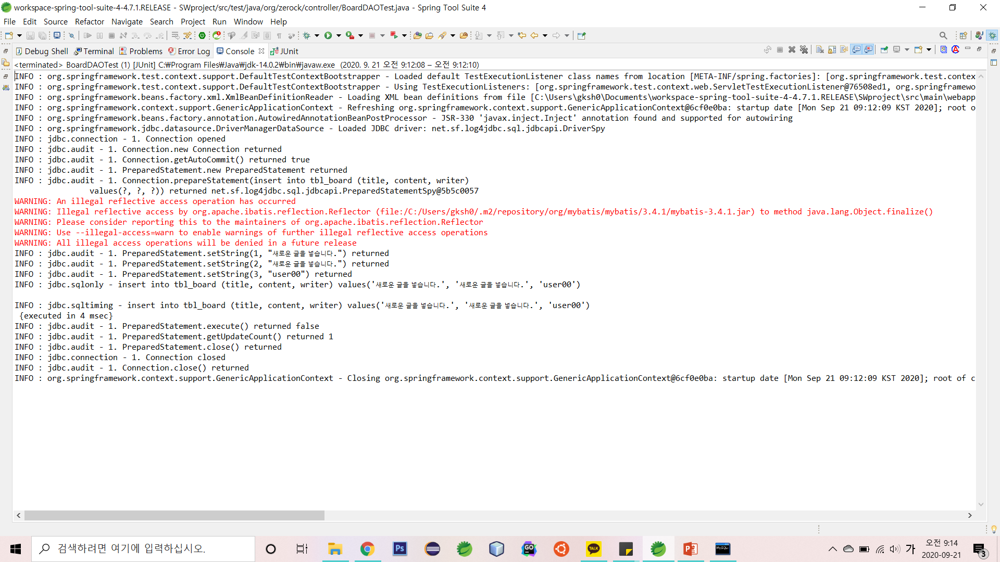 workspace-spring-tool-suite-4-4.7.1.RELEASE - SWproject/src/test/java/org/zerock/controller/BoardDAOTest.java - Spring Tool Suite 4
File Edit Source Refactor Navigate Search Project Run Window Help
Debug Shell Terminal Problems Error Log Console JUnit
<terminated> BoardDAOTest (1) [JUnit] C:₩Program Files₩Java₩jdk-14.0.2₩bin₩javaw.exe (2020. 9. 21 오전 9:12:08 – 오전 9:12:10)
INFO : org.springframework.test.context.support.DefaultTestContextBootstrapper - Loaded default TestExecutionListener class names from location [META-INF/spring.factories]: [org.springframework.test.contex
INFO : org.springframework.test.context.support.DefaultTestContextBootstrapper - Using TestExecutionListeners: [org.springframework.test.context.web.ServletTestExecutionListener@76508ed1, org.springframewo
INFO : org.springframework.beans.factory.xml.XmlBeanDefinitionReader - Loading XML bean definitions from file [C:\Users\gksh0\Documents\workspace-spring-tool-suite-4-4.7.1.RELEASE\SWproject\src\main\webapp
INFO : org.springframework.context.support.GenericApplicationContext - Refreshing org.springframework.context.support.GenericApplicationContext@6cf0e0ba: startup date [Mon Sep 21 09:12:09 KST 2020]; root o
INFO : org.springframework.beans.factory.annotation.AutowiredAnnotationBeanPostProcessor - JSR-330 'javax.inject.Inject' annotation found and supported for autowiring
INFO : org.springframework.jdbc.datasource.DriverManagerDataSource - Loaded JDBC driver: net.sf.log4jdbc.sql.jdbcapi.DriverSpy
INFO : jdbc.connection - 1. Connection opened
INFO : jdbc.audit - 1. Connection.new Connection returned
INFO : jdbc.audit - 1. Connection.getAutoCommit() returned true
INFO : jdbc.audit - 1. PreparedStatement.new PreparedStatement returned
INFO : jdbc.audit - 1. Connection.prepareStatement(insert into tbl_board (title, content, writer)
values(?, ?, ?)) returned net.sf.log4jdbc.sql.jdbcapi.PreparedStatementSpy@5b5c0057
WARNING: An illegal reflective access operation has occurred
WARNING: Illegal reflective access by org.apache.ibatis.reflection.Reflector (file:/C:/Users/gksh0/.m2/repository/org/mybatis/mybatis/3.4.1/mybatis-3.4.1.jar) to method java.lang.Object.finalize()
WARNING: Please consider reporting this to the maintainers of org.apache.ibatis.reflection.Reflector
WARNING: Use --illegal-access=warn to enable warnings of further illegal reflective access operations
WARNING: All illegal access operations will be denied in a future release
INFO : jdbc.audit - 1. PreparedStatement.setString(1, "새로운 글을 넣습니다.") returned
INFO : jdbc.audit - 1. PreparedStatement.setString(2, "새로운 글을 넣습니다.") returned
INFO : jdbc.audit - 1. PreparedStatement.setString(3, "user00") returned
INFO : jdbc.sqlonly - insert into tbl_board (title, content, writer) values('새로운 글을 넣습니다.', '새로운 글을 넣습니다.', 'user00')
INFO : jdbc.sqltiming - insert into tbl_board (title, content, writer) values('새로운 글을 넣습니다.', '새로운 글을 넣습니다.', 'user00')
{executed in 4 msec}
INFO : jdbc.audit - 1. PreparedStatement.execute() returned false
INFO : jdbc.audit - 1. PreparedStatement.getUpdateCount() returned 1
INFO : jdbc.audit - 1. PreparedStatement.close() returned
INFO : jdbc.connection - 1. Connection closed
INFO : jdbc.audit - 1. Connection.close() returned
INFO : org.springframework.context.support.GenericApplicationContext - Closing org.springframework.context.support.GenericApplicationContext@6cf0e0ba: startup date [Mon Sep 21 09:12:09 KST 2020]; root of c
검색하려면 여기에 입력하십시오.
Ps
GO
TALK
MySQL
가
오전 9:14
2020-09-21
3